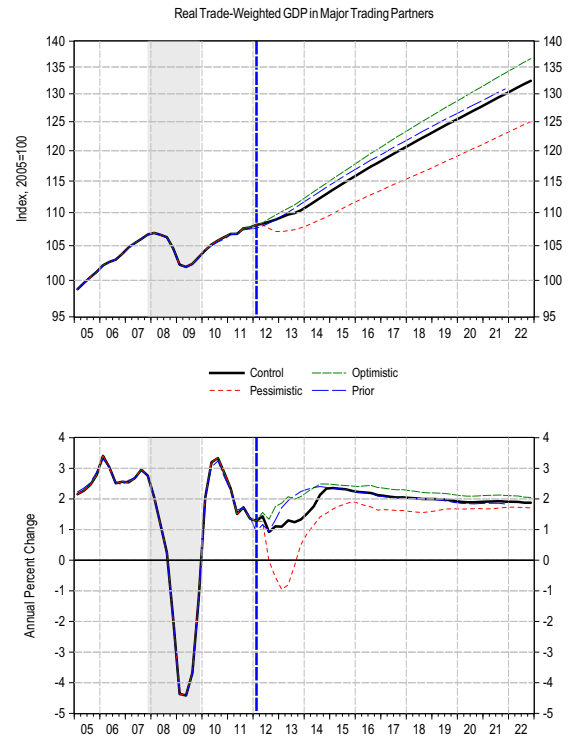 Real Trade-Weighted GDP in Major Trading Partners
140 140
135 135
130 130
125 125
120 120
115 115
110 110
105 105
100 100
95 95
Index, 2005=100
05 06 07 08 09 10 11 12 13 14 15 16 17 18 19 20 21 22
Control Optimistic
Pessimistic Prior
4 4
3 3
2 2
1 1
0 0
-1 -1
-2 -2
-3 -3
-4 -4
-5 -5
Annual Percent Change
05 06 07 08 09 10 11 12 13 14 15 16 17 18 19 20 21 22